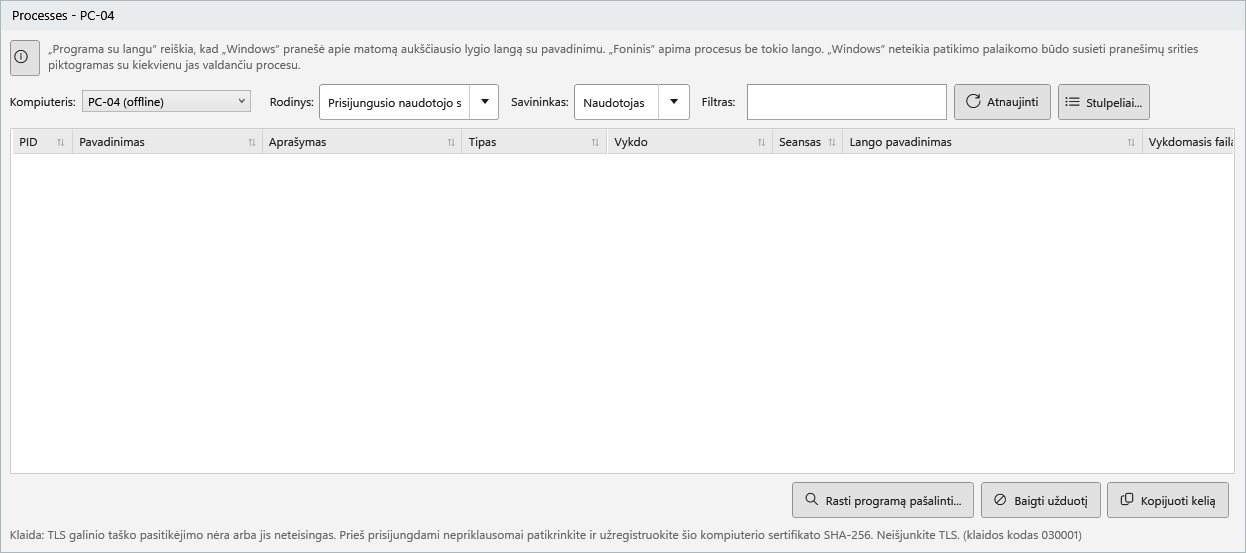 Processes - PC-04
„Programa su langu“ reiškia, kad „Windows“ pranešė apie matomą aukščiausio lygio langą su pavadinimu. „Foninis“ apima procesus be tokio lango. „Windows“ neteikia patikimo palaikomo būdo susieti pranešimų srities
piktogramas su kiekvienu jas valdančiu procesu.
Kompiuteris: PC-04 (offline) Rodinys: Prisijungusio naudotojo s Savininkas: Naudotojas Filtras: Atnaujinti Stulpeliai...
PID Pavadinimas Aprašymas Tipas Vykdo Seansas Lango pavadinimas Vykdomasis faila
Rasti programą pašalinti... Baigti užduotį Kopijuoti kelią
Klaida: TLS galinio taško pasitikėjimo nėra arba jis neteisingas. Prieš prisijungdami nepriklausomai patikrinkite ir užregistruokite šio kompiuterio sertifikato SHA-256. Neišjunkite TLS. (klaidos kodas 030001)